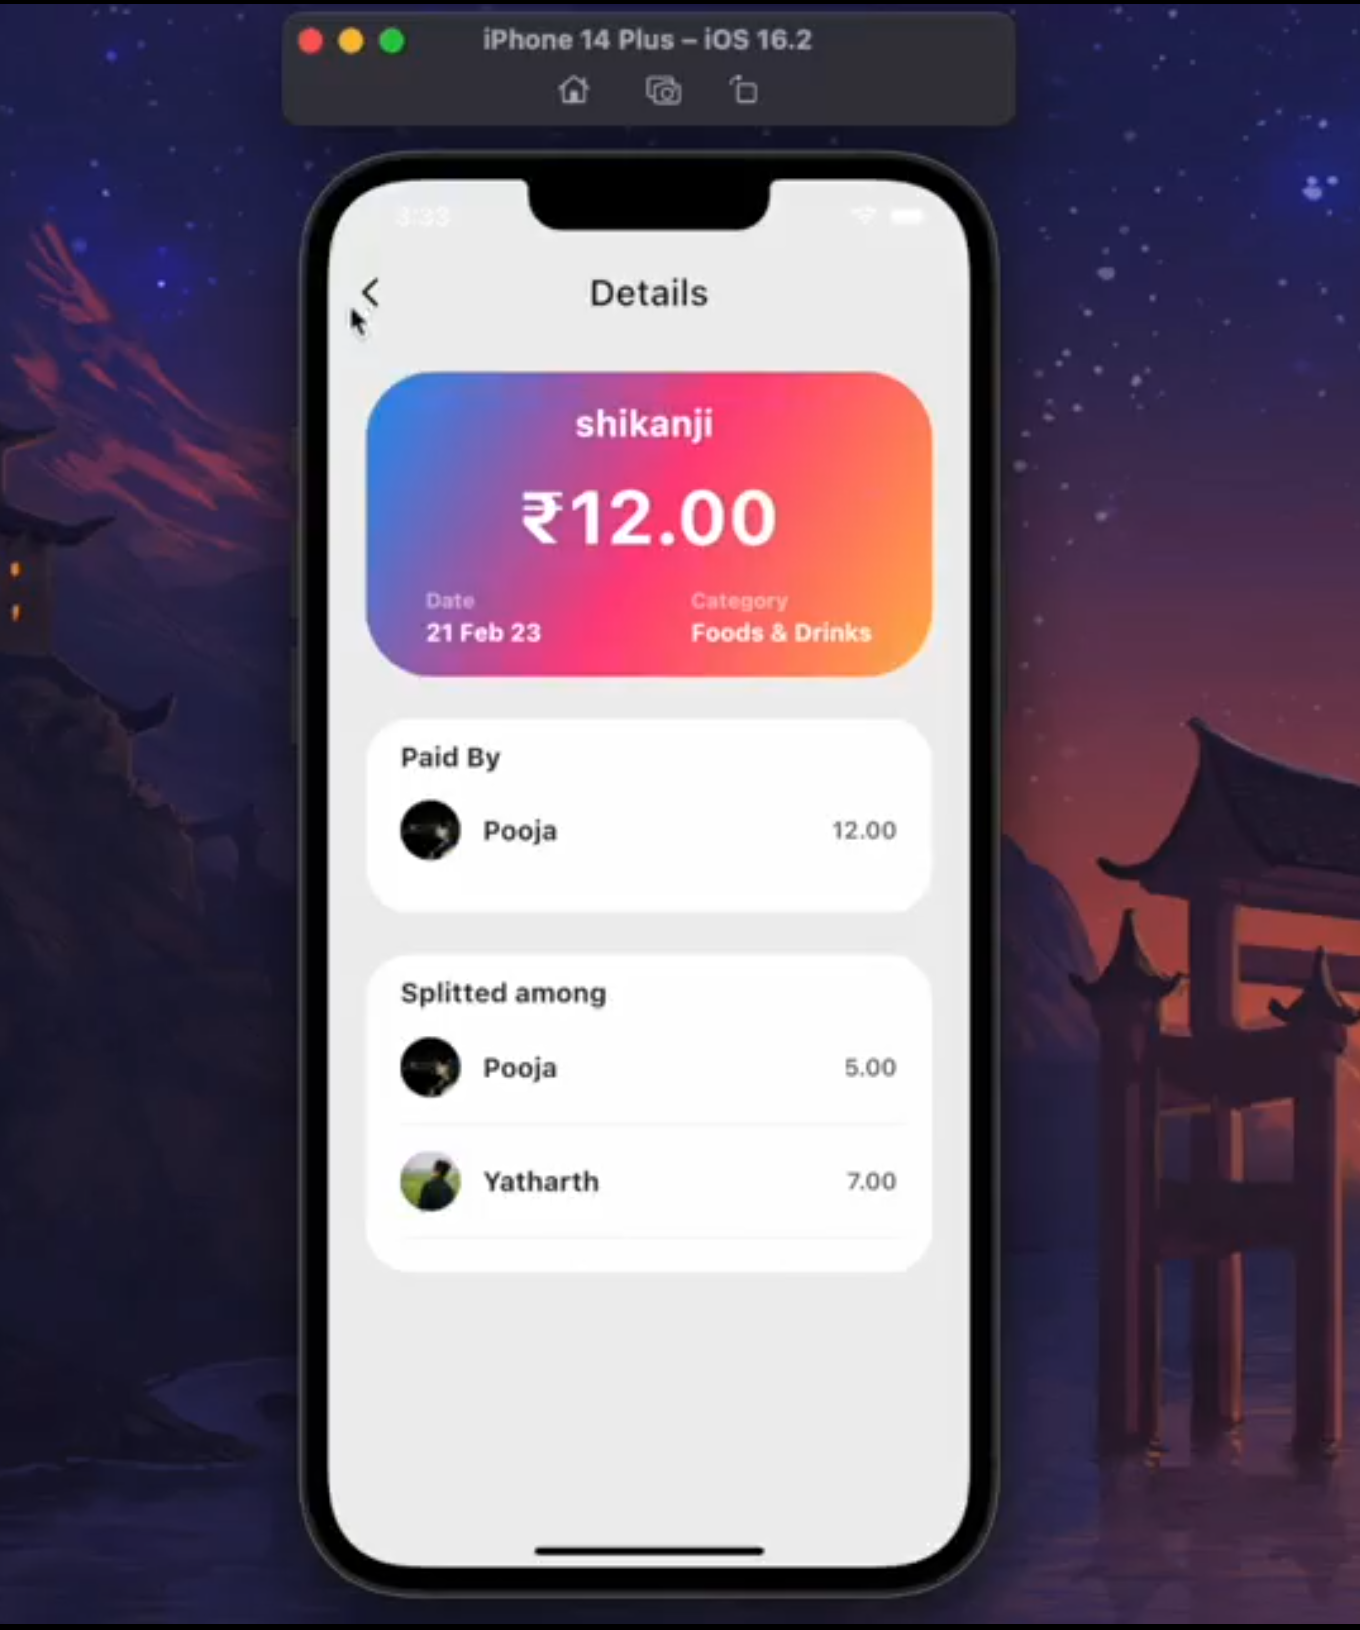 iPhone 14 Plus – iOS 16.2
3:33
Details
shikanji
₹12.00
Date
Category
21 Feb 23
Foods & Drinks
Paid By
Pooja
12.00
Splitted among
Pooja
5.00
Yatharth
7.00